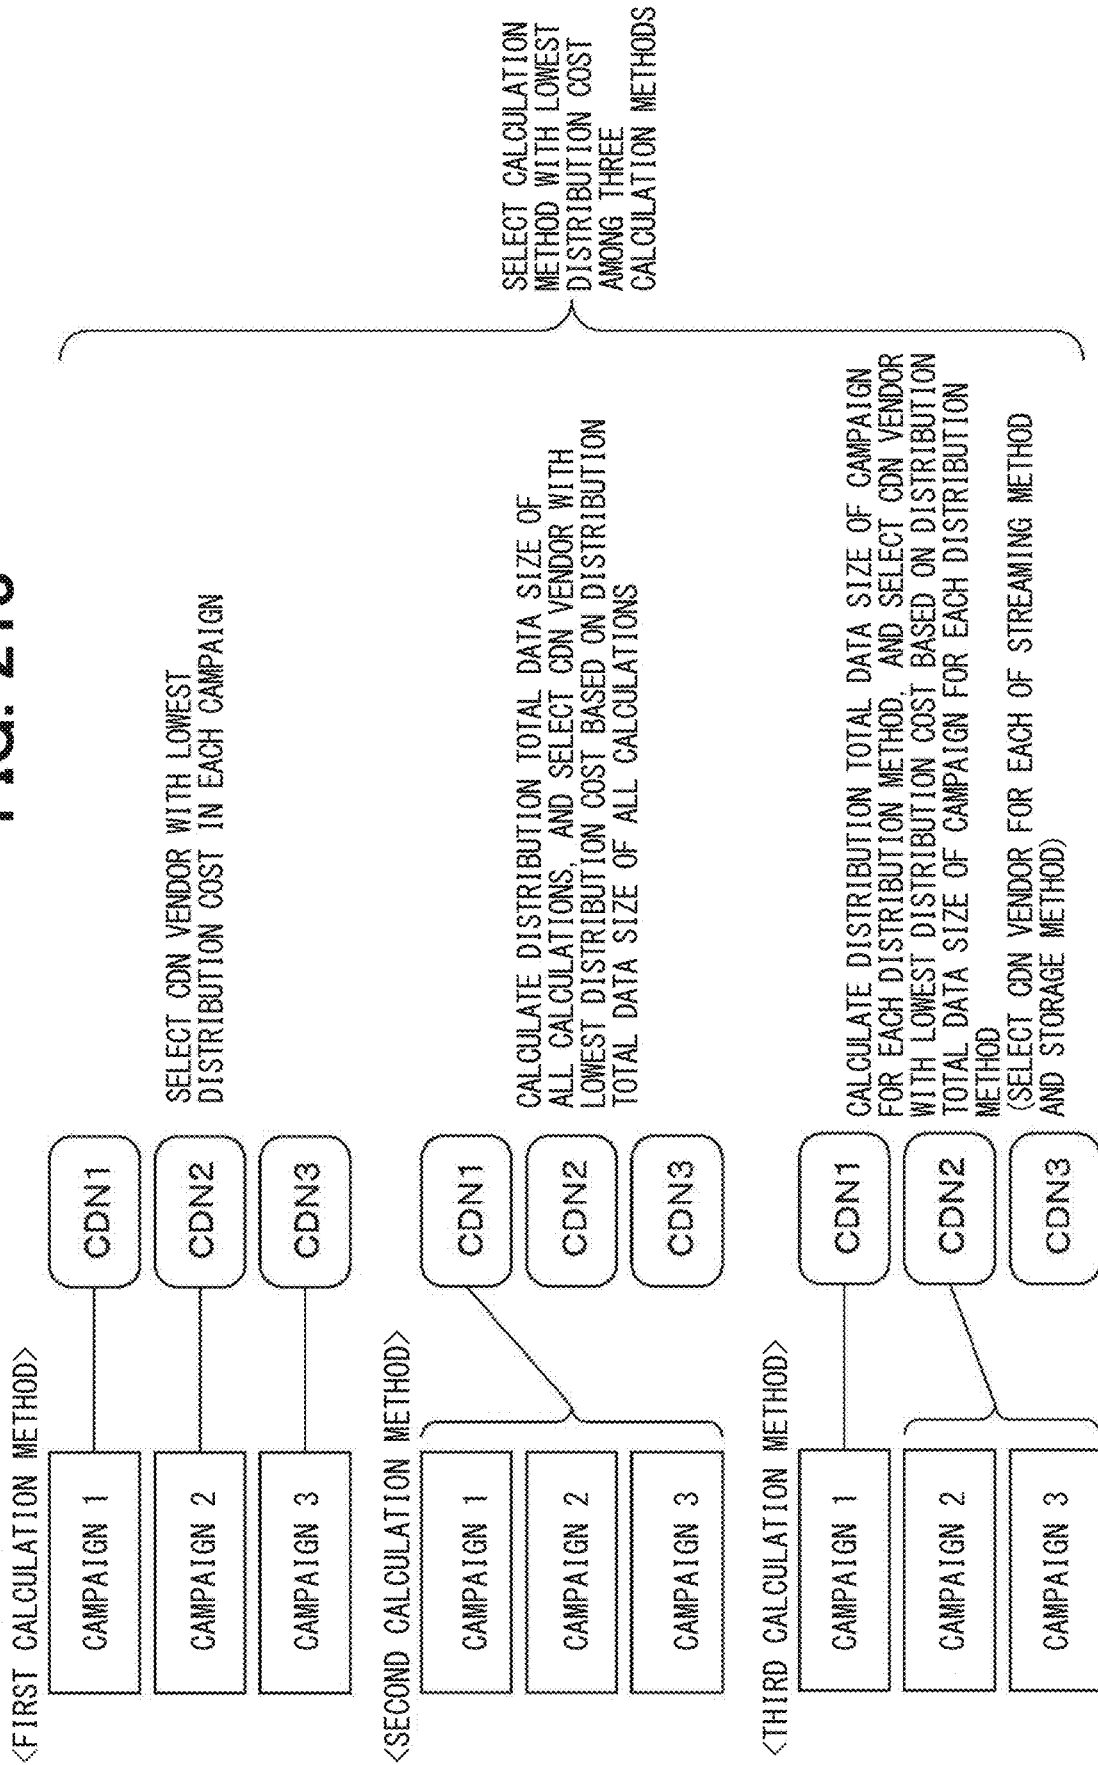 <FIRST CALCULATION METHOD>
CAMPAIGN 1
CDN1
CAMPAIGN 2
CDN2
CAMPAIGN 3
CDN3
SELECT CDN VENDOR WITH LOWEST
DISTRIBUTION COST IN EACH CAMPAIGN
<SECOND CALCULATION METHOD>
CAMPAIGN 1
CDN1
CAMPAIGN 2
CDN2
CAMPAIGN 3
CDN3
CALCULATE DISTRIBUTION TOTAL DATA SIZE OF
ALL CALCULATIONS, AND SELECT CDN VENDOR WITH
LOWEST DISTRIBUTION COST BASED ON DISTRIBUTION
TOTAL DATA SIZE OF ALL CALCULATIONS
<THIRD CALCULATION METHOD>
CAMPAIGN 1
CDN1
CAMPAIGN 2
CDN2
CAMPAIGN 3
CDN3
CALCULATE DISTRIBUTION TOTAL DATA SIZE OF CAMPAIGN
FOR EACH DISTRIBUTION METHOD, AND SELECT CDN VENDOR
WITH LOWEST DISTRIBUTION COST BASED ON DISTRIBUTION
TOTAL DATA SIZE OF CAMPAIGN FOR EACH DISTRIBUTION
METHOD
(SELECT CDN VENDOR FOR EACH OF STREAMING METHOD
AND STORAGE METHOD)
SELECT CALCULATION
METHOD WITH LOWEST
DISTRIBUTION COST
AMONG THREE
CALCULATION METHODS